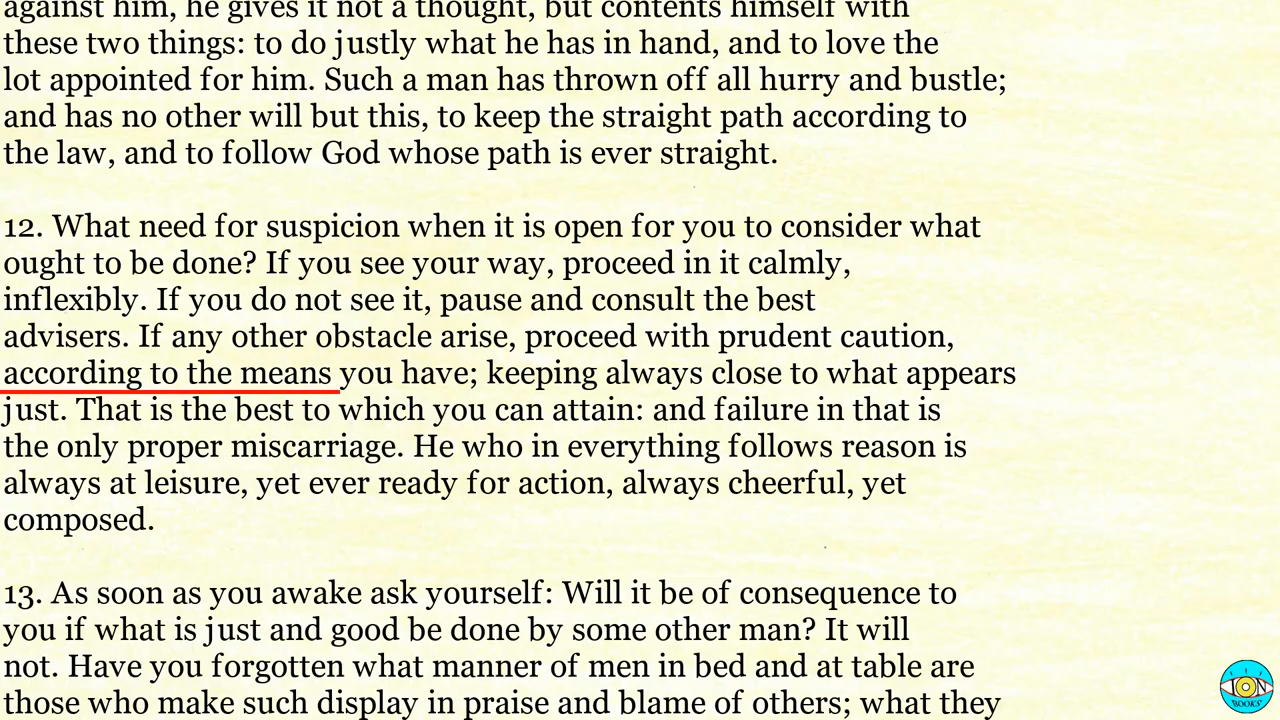 against him, he gives it not a thought, but contents himself with
these two things: to do justly what he has in hand, and to love the
lot appointed for him. Such a man has thrown off all hurry and bustle;
and has no other will but this, to keep the straight path according to
the law, and to follow God whose path is ever straight.
12. What need for suspicion when it is open for you to consider what
ought to be done? If you see your way, proceed in it calmly,
inflexibly. If you do not see it, pause and consult the best
advisers. If any other obstacle arise, proceed with prudent caution,
according to the means you have; keeping always close to what appears
just. That is the best to which you can attain: and failure in that is
the only proper miscarriage. He who in everything follows reason is
always at leisure, yet ever ready for action, always cheerful, yet
composed.
13. As soon as you awake ask yourself: Will it be of consequence to
you if what is just and good be done by some other man? It will
not. Have you forgotten what manner of men in bed and at table are
those who make such display in praise and blame of others; what they
ION
BOOKS